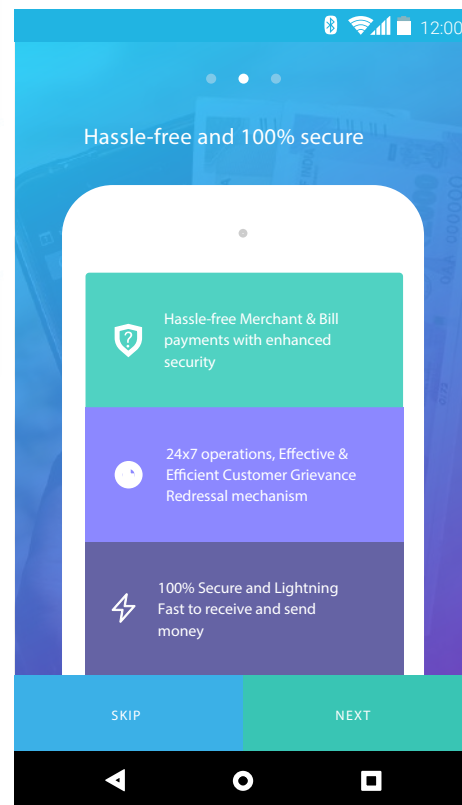 12:00
Hassle-free and 100% secure
Hassle-free Merchant & Bill
payments with enhanced
security
24x7 operations, Effective &
Efficient Customer Grievance
Redressal mechanism
100% Secure and Lightning
Fast to receive and send
money
SKIP
NEXT